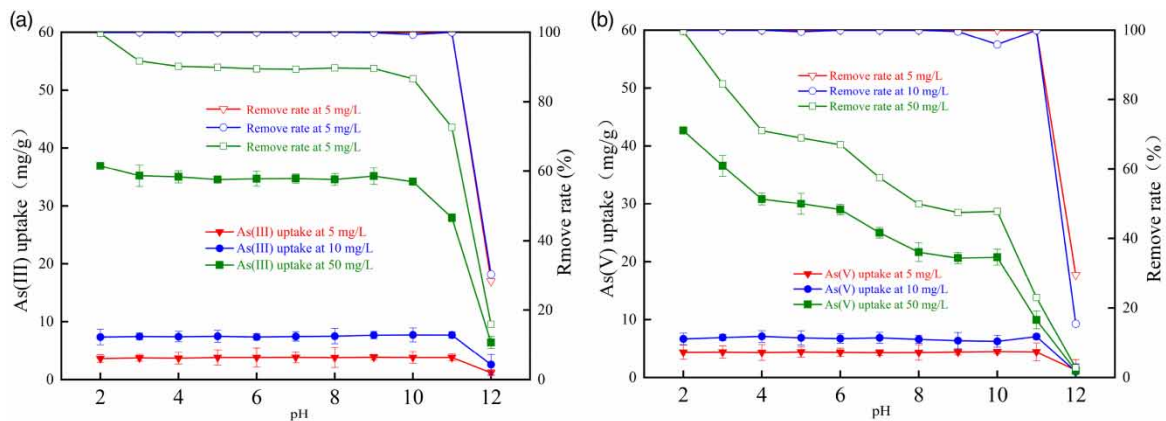 (a)
60
50
40
30
20
10
0
As(III) uptake（mg/g）
100
80
60
40
20
0
Rmove rate (%)
Remove rate at 5 mg/L
Remove rate at 5 mg/L
Remove rate at 5 mg/L
As(III) uptake at 5 mg/L
As(III) uptake at 10 mg/L
As(III) uptake at 50 mg/L
2 4 6 8 10 12
pH
(b)
60
50
40
30
20
10
0
As(V) uptake（mg/g）
100
80
60
40
20
0
Remove rate（%）
Remove rate at 5 mg/L
Remove rate at 10 mg/L
Remove rate at 50 mg/L
As(V) uptake at 5 mg/L
As(V) uptake at 10 mg/L
As(V) uptake at 50 mg/L
2 4 6 8 10 12
pH